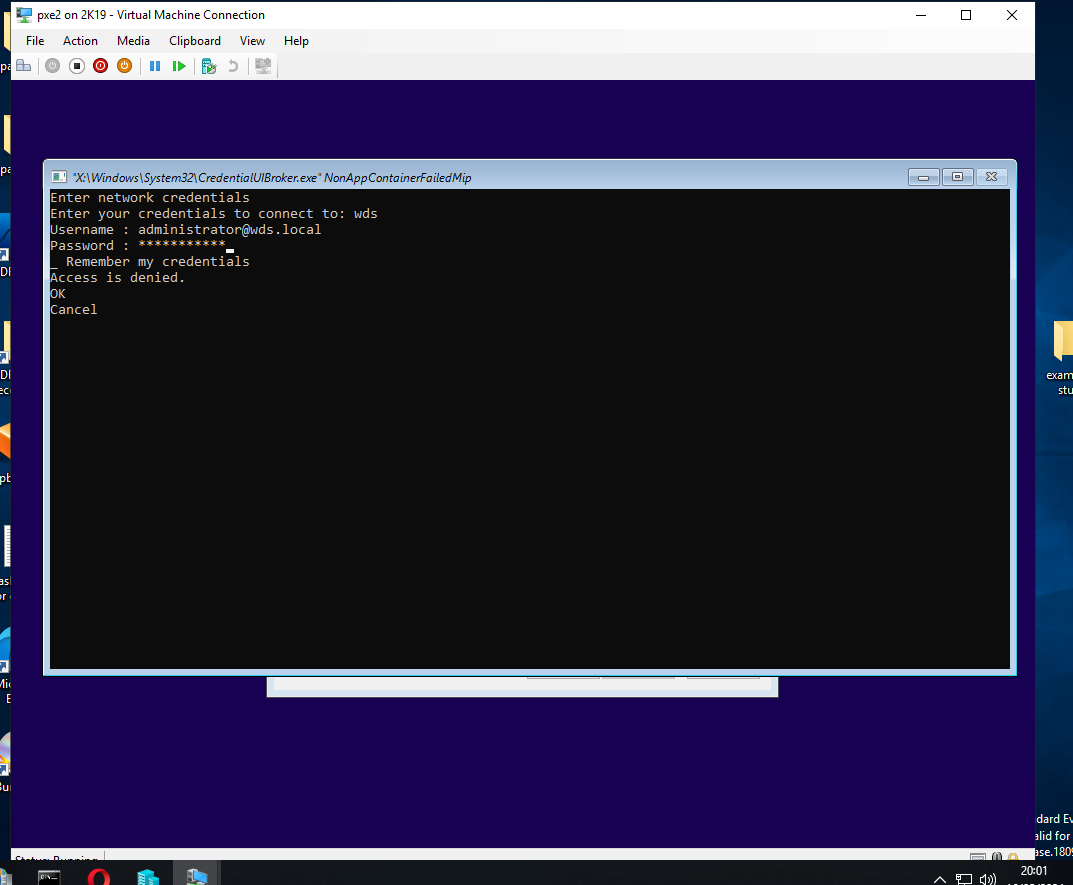 pxe2 on 2K19 - Virtual Machine Connection
File Action Media Clipboard View Help
"X:\Windows\System32\CredentialUIBroker.exe" NonAppContainerFailedMip
Enter network credentials
Enter your credentials to connect to: wds
Username : administrator@wds.local
Password : ***********
_ Remember my credentials
Access is denied.
OK
Cancel
exam
stu
Status: Running
20:01